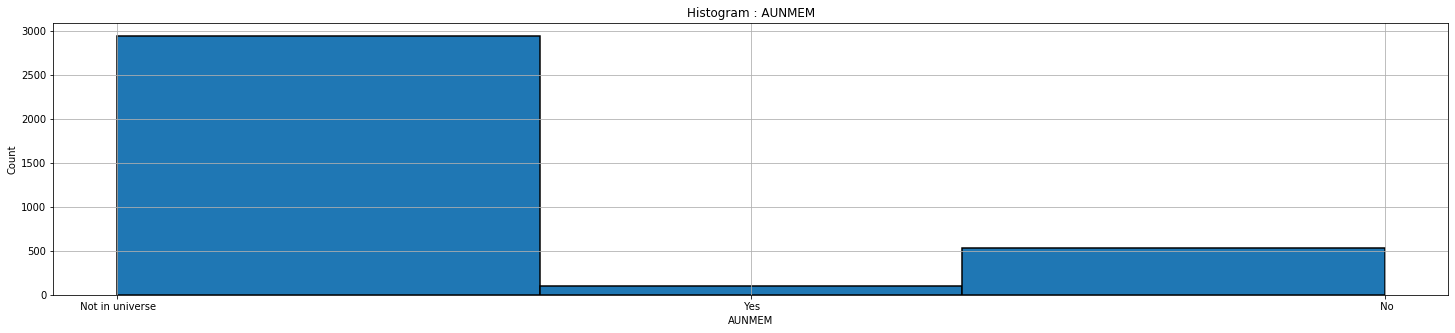 Histogram : AUNMEM
3000
2500
2000
1500
1000
500
0
Count
Not in universe
Yes
No
AUNMEM